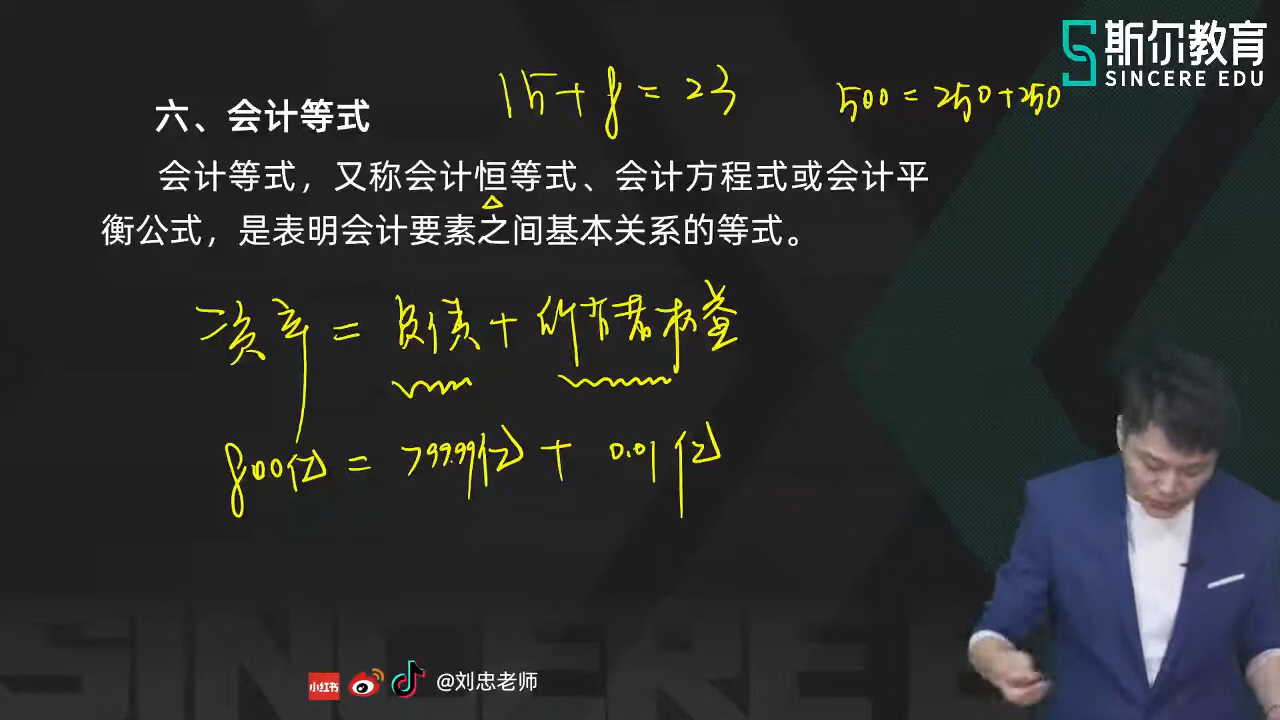 斯尔教育
SINCERE EDU
15+8=23
500=250+250
六、会计等式
会计等式，又称会计恒等式、会计方程式或会计平
衡公式，是表明会计要素之间基本关系的等式。
资产=负债+所有者权益
800亿=799.99亿+0.01亿
SINCERE E
小红书
@刘忠老师